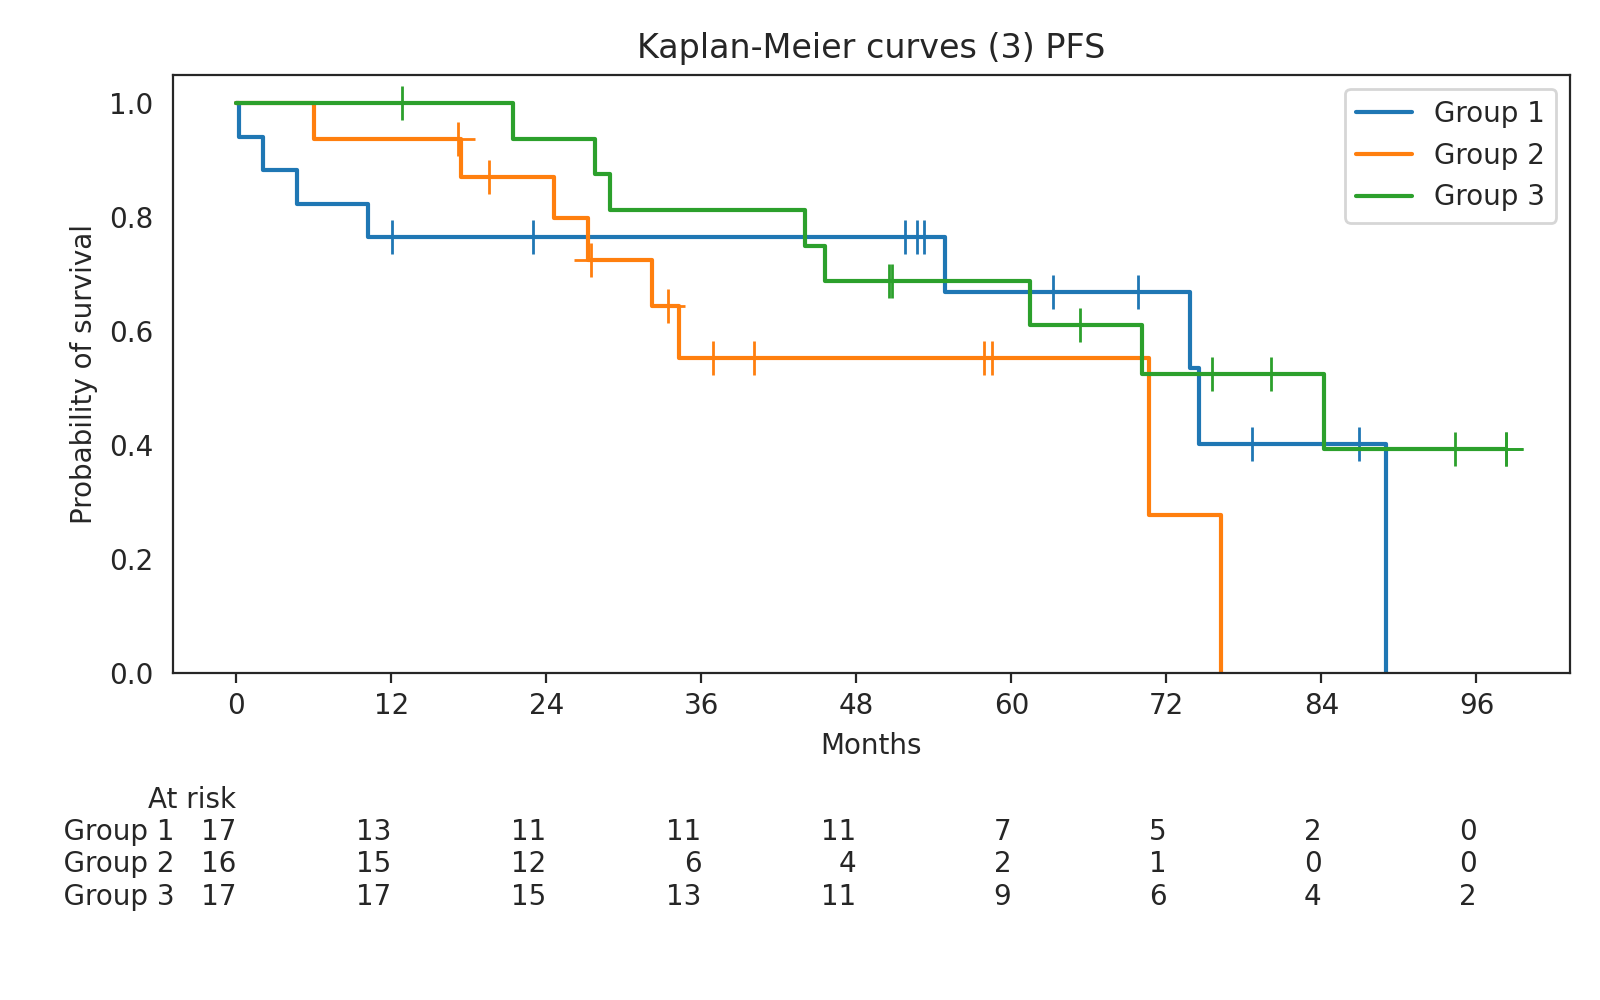 Kaplan-Meier curves (3) PFS
Probability of survival
1.0
0.8
0.6
0.4
0.2
0.0
Group 1
Group 2
Group 3
0 12 24 36 48 60 72 84 96
Months
At risk
Group 1 17 13 11 11 11 7 5 2 0
Group 2 16 15 12 6 4 2 1 0 0
Group 3 17 17 15 13 11 9 6 4 2